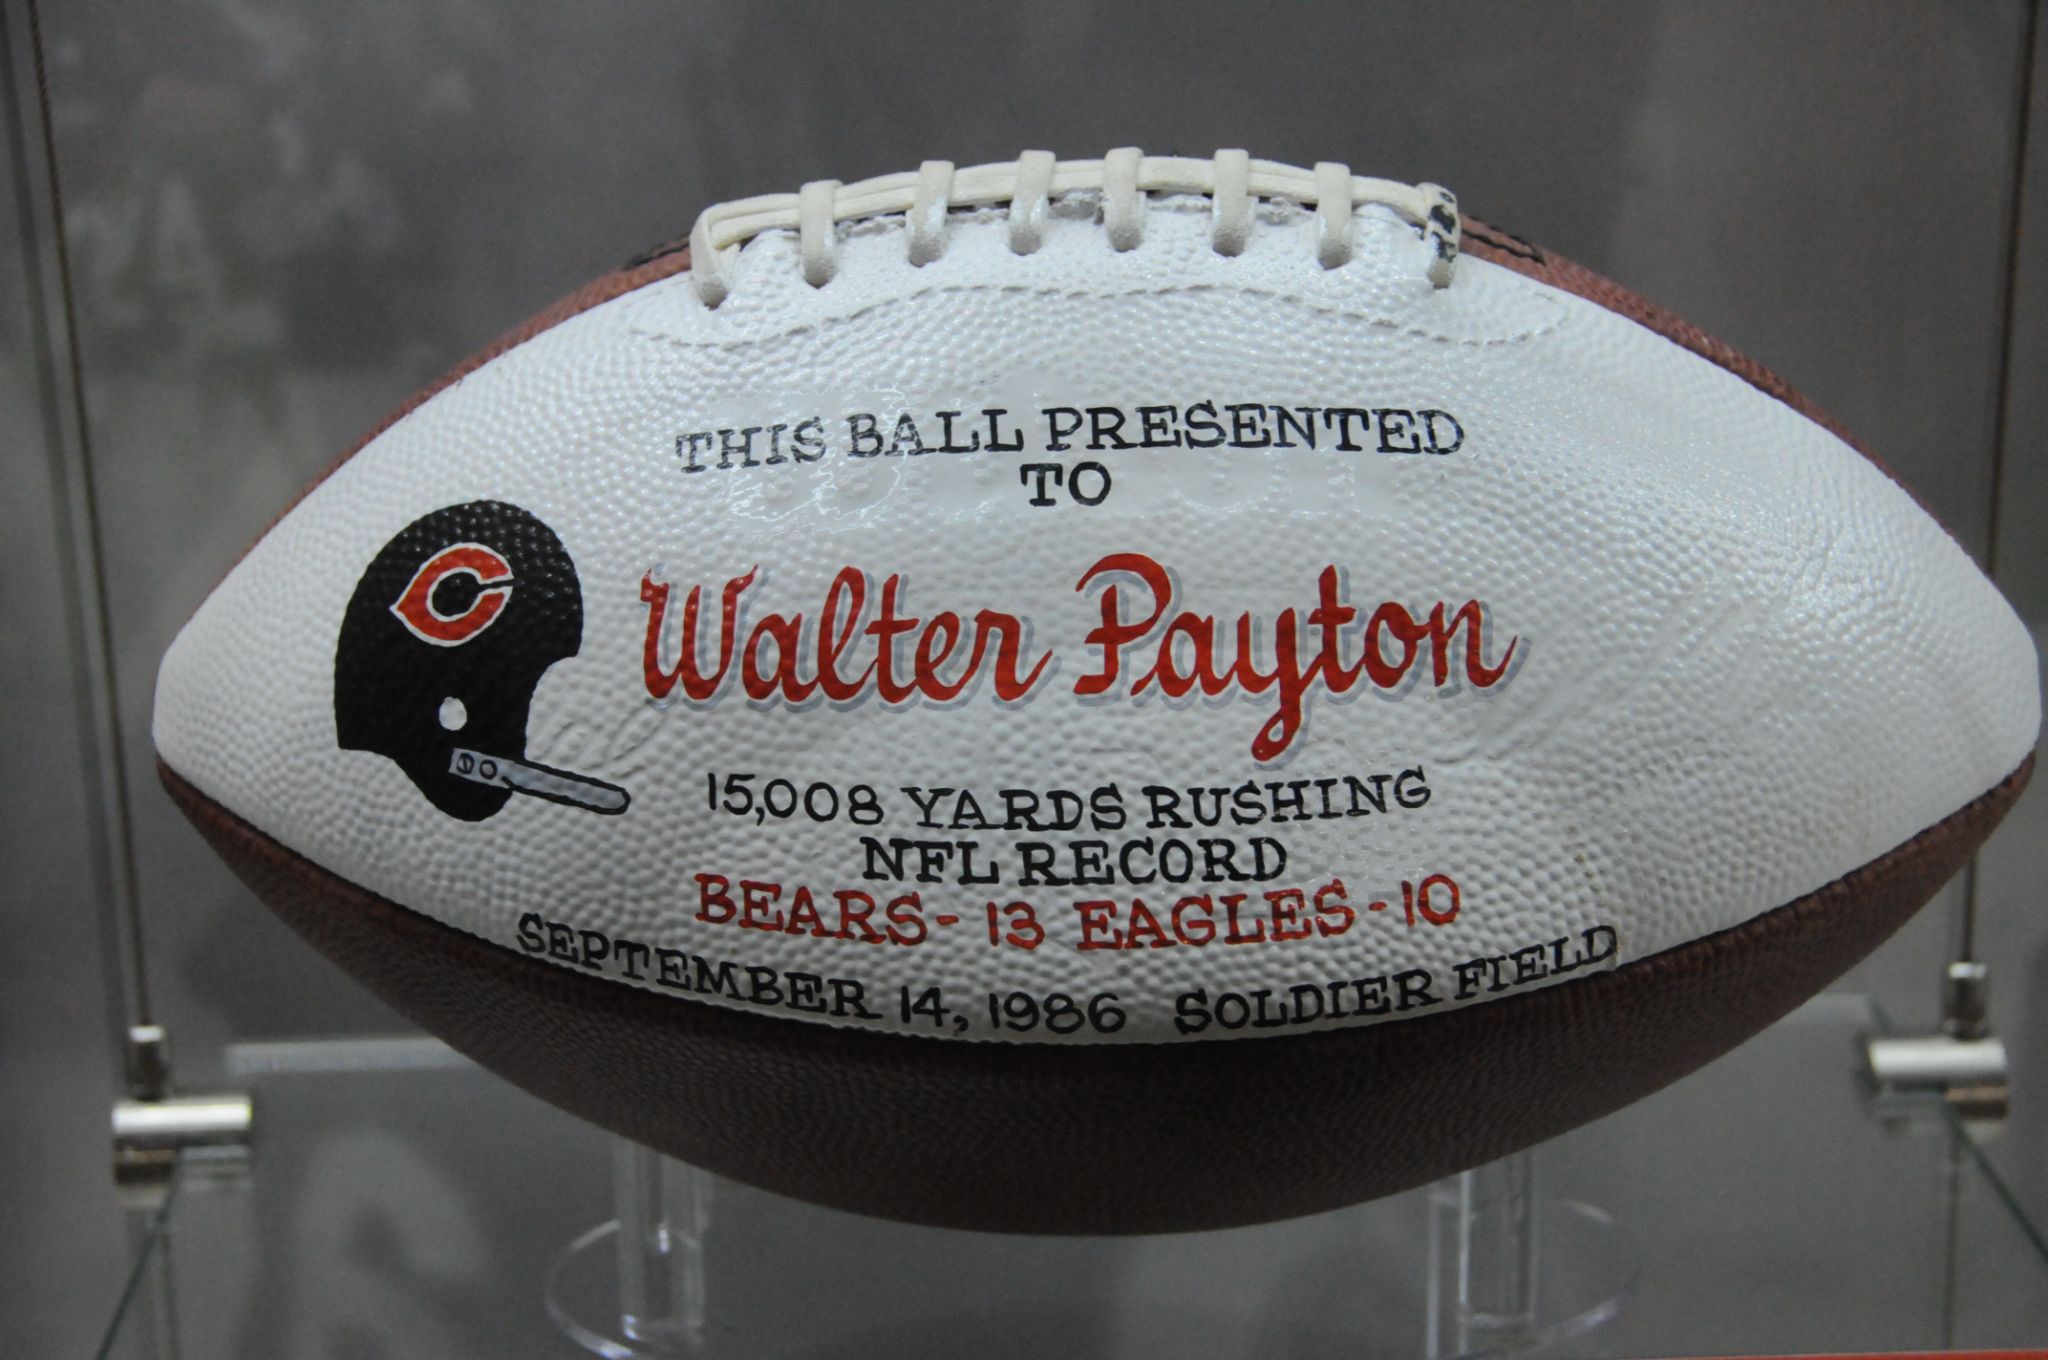 THIS BALL PRESENTED
TO
Walter Payton
15,008 YARDS RUSHING
NFL RECORD
BEARS - 13 EAGLES - 10
SEPTEMBER 14, 1986 SOLDIER FIELD
C